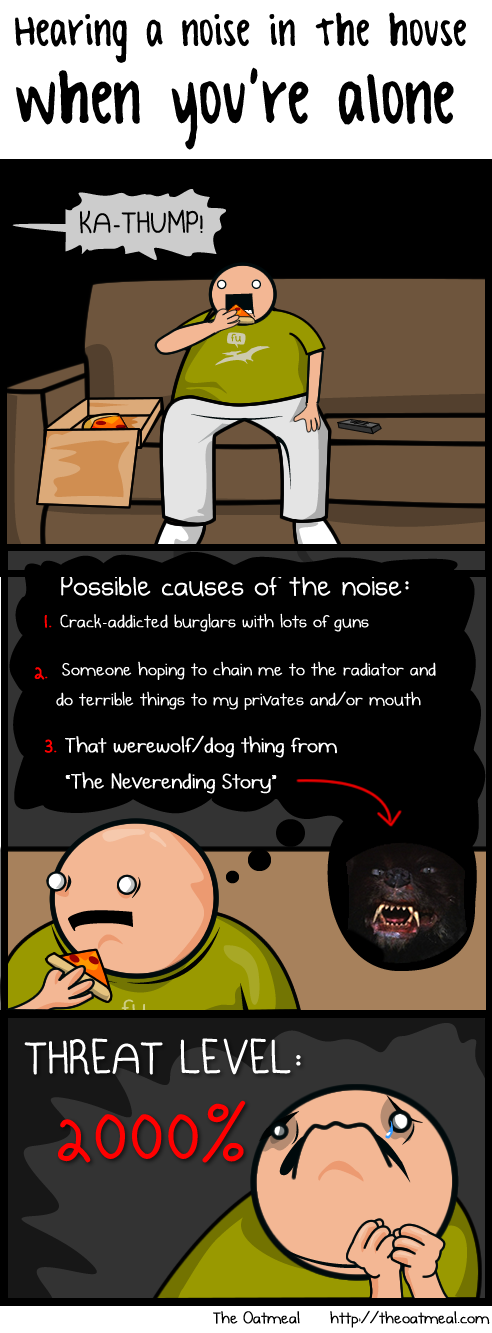 Hearing a noise in the house
when you're alone
KA-THUMP!
fu
Possible causes of the noise:
1. Crack-addicted burglars with lots of guns
2. Someone hoping to chain me to the radiator and
do terrible things to my privates and/or mouth
3. That werewolf/dog thing from
"The Neverending Story"
fu
THREAT LEVEL:
2000%
The Oatmeal http://theoatmeal.com